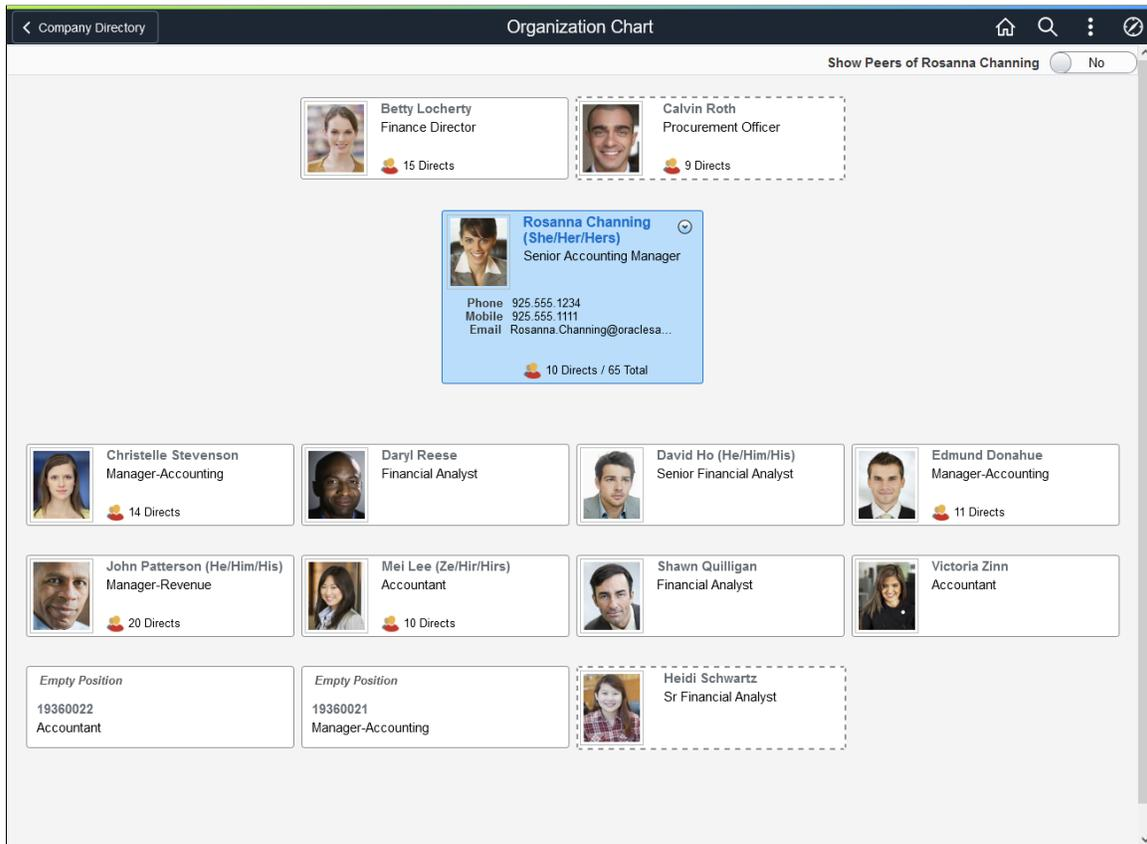 Company Directory
Organization Chart
Show Peers of Rosanna Channing No
Betty Locherty
Finance Director
15 Directs
Calvin Roth
Procurement Officer
9 Directs
Rosanna Channing
(She/Her/Hers)
Senior Accounting Manager
Phone 925.555.1234
Mobile 925.555.1111
Email Rosanna.Channing@oraclesa...
10 Directs / 65 Total
Christelle Stevenson
Manager-Accounting
14 Directs
Daryl Reese
Financial Analyst
David Ho (He/Him/His)
Senior Financial Analyst
Edmund Donahue
Manager-Accounting
11 Directs
John Patterson (He/Him/His)
Manager-Revenue
20 Directs
Mei Lee (Ze/Hir/Hirs)
Accountant
10 Directs
Shawn Quilligan
Financial Analyst
Victoria Zinn
Accountant
Empty Position
19360022
Accountant
Empty Position
19360021
Manager-Accounting
Heidi Schwartz
Sr Financial Analyst